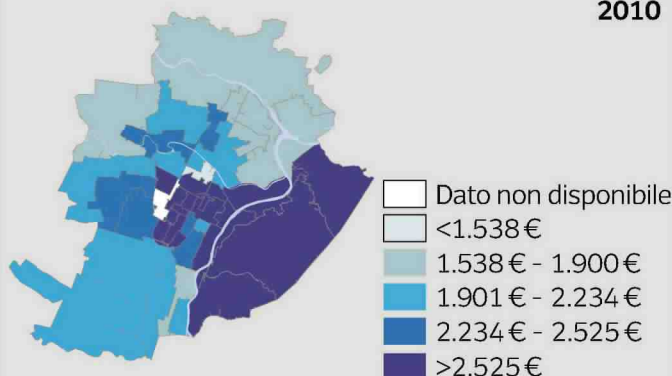 2010
Dato non disponibile
<1.538 €
1.538 € - 1.900 €
1.901 € - 2.234 €
2.234 € - 2.525 €
>2.525 €